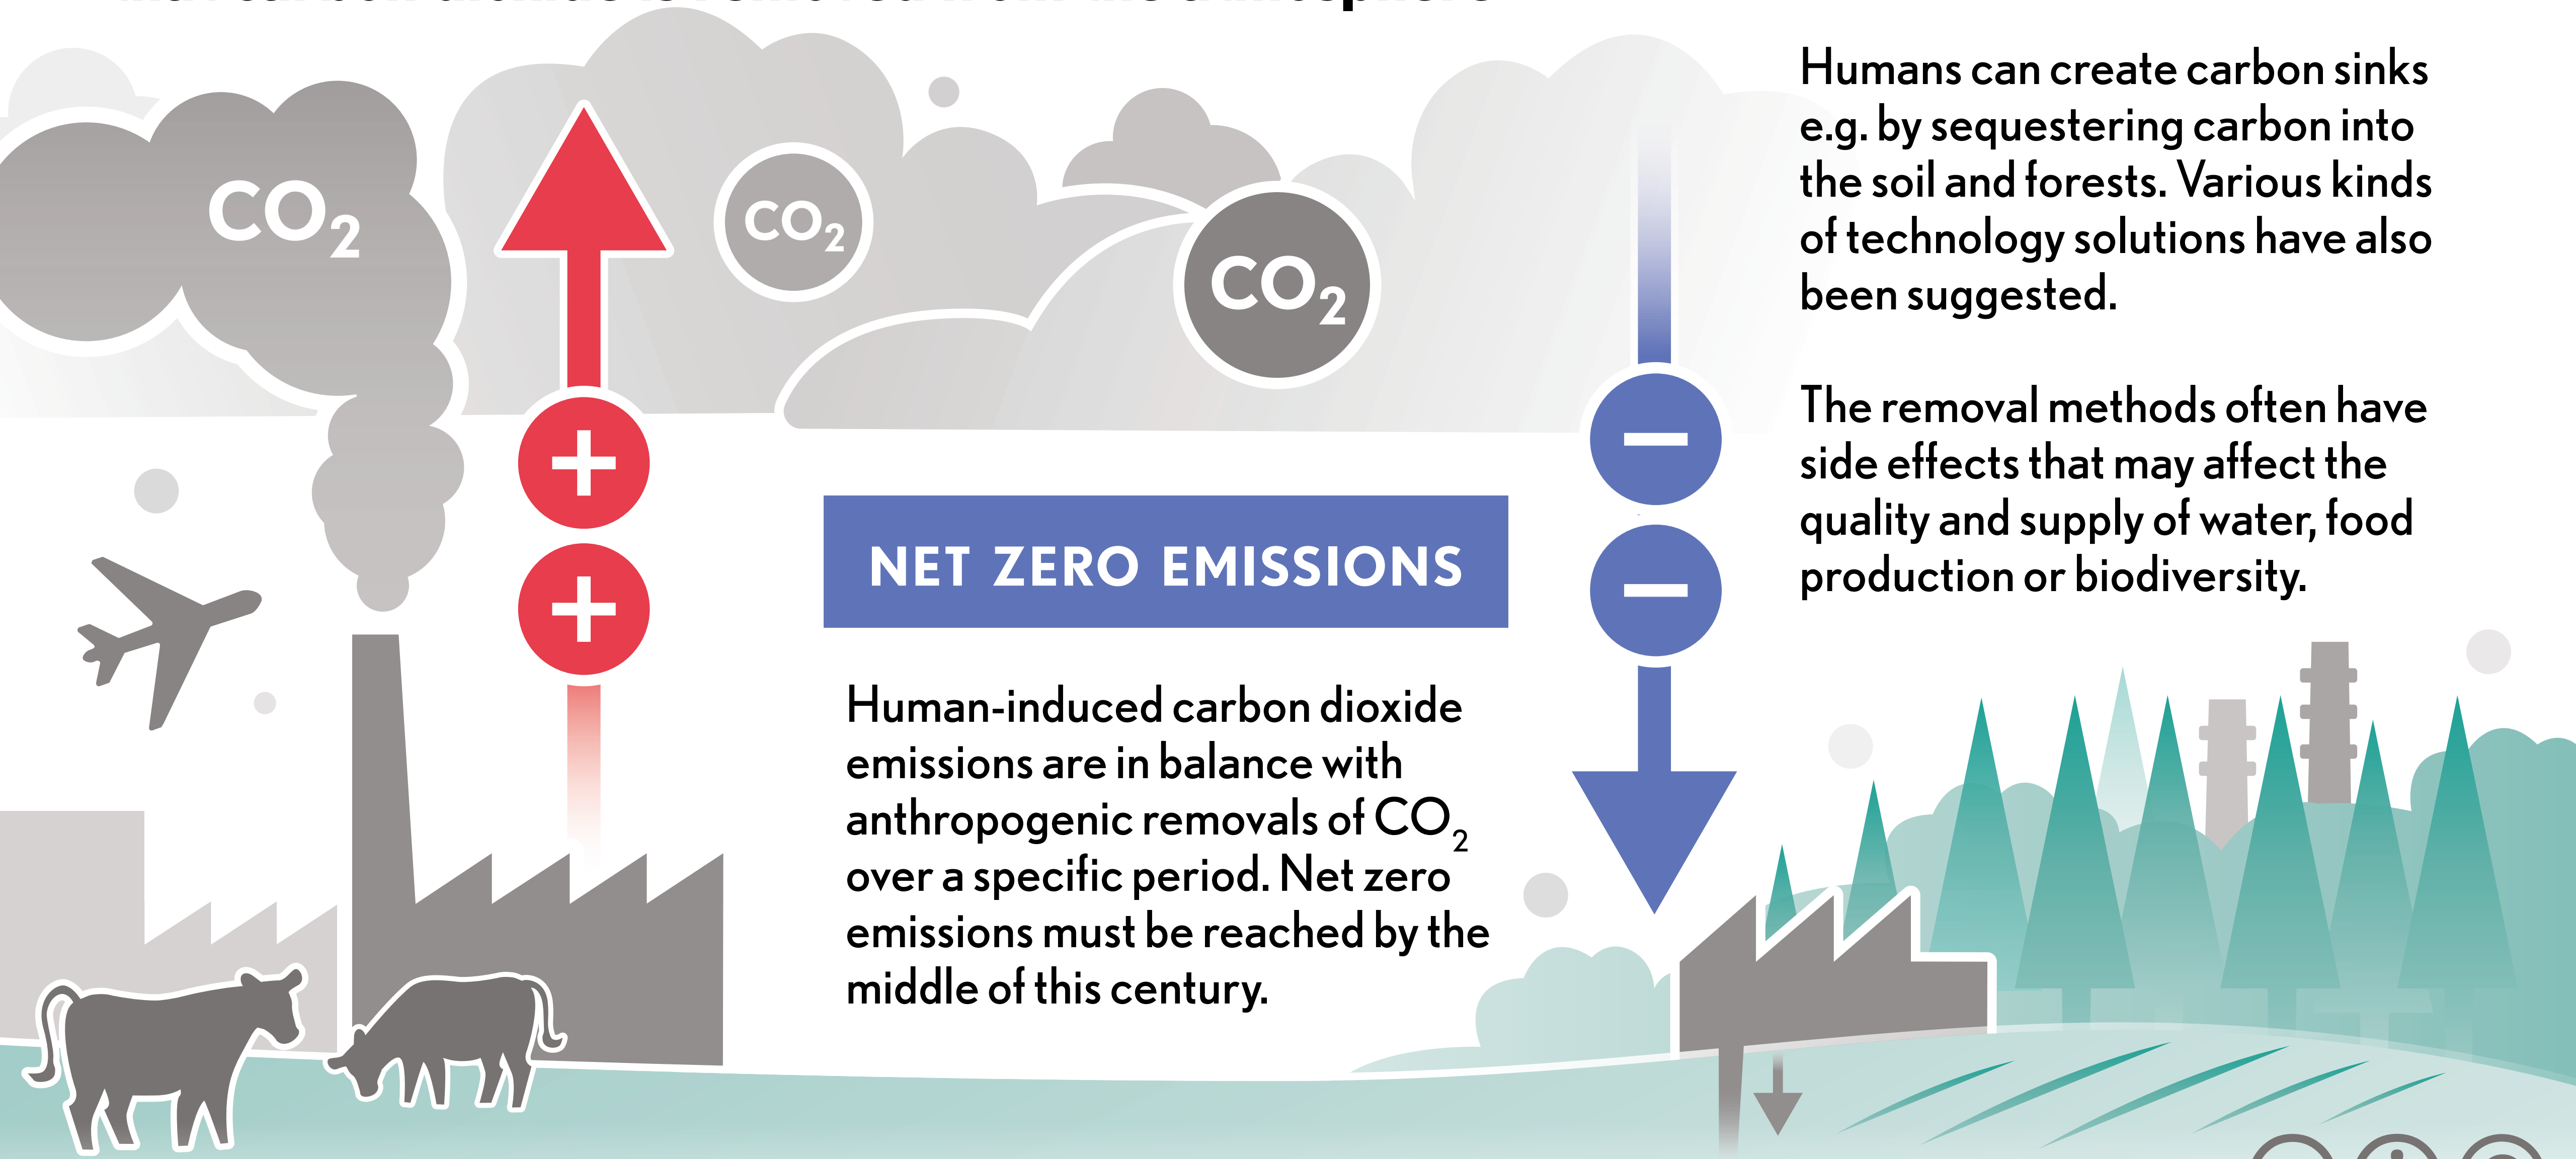 CO₂
CO₂
CO₂
Humans can create carbon sinks
e.g. by sequestering carbon into
the soil and forests. Various kinds
of technology solutions have also
been suggested.
The removal methods often have
side effects that may affect the
quality and supply of water, food
production or biodiversity.
NET ZERO EMISSIONS
Human-induced carbon dioxide
emissions are in balance with
anthropogenic removals of CO₂
over a specific period. Net zero
emissions must be reached by the
middle of this century.